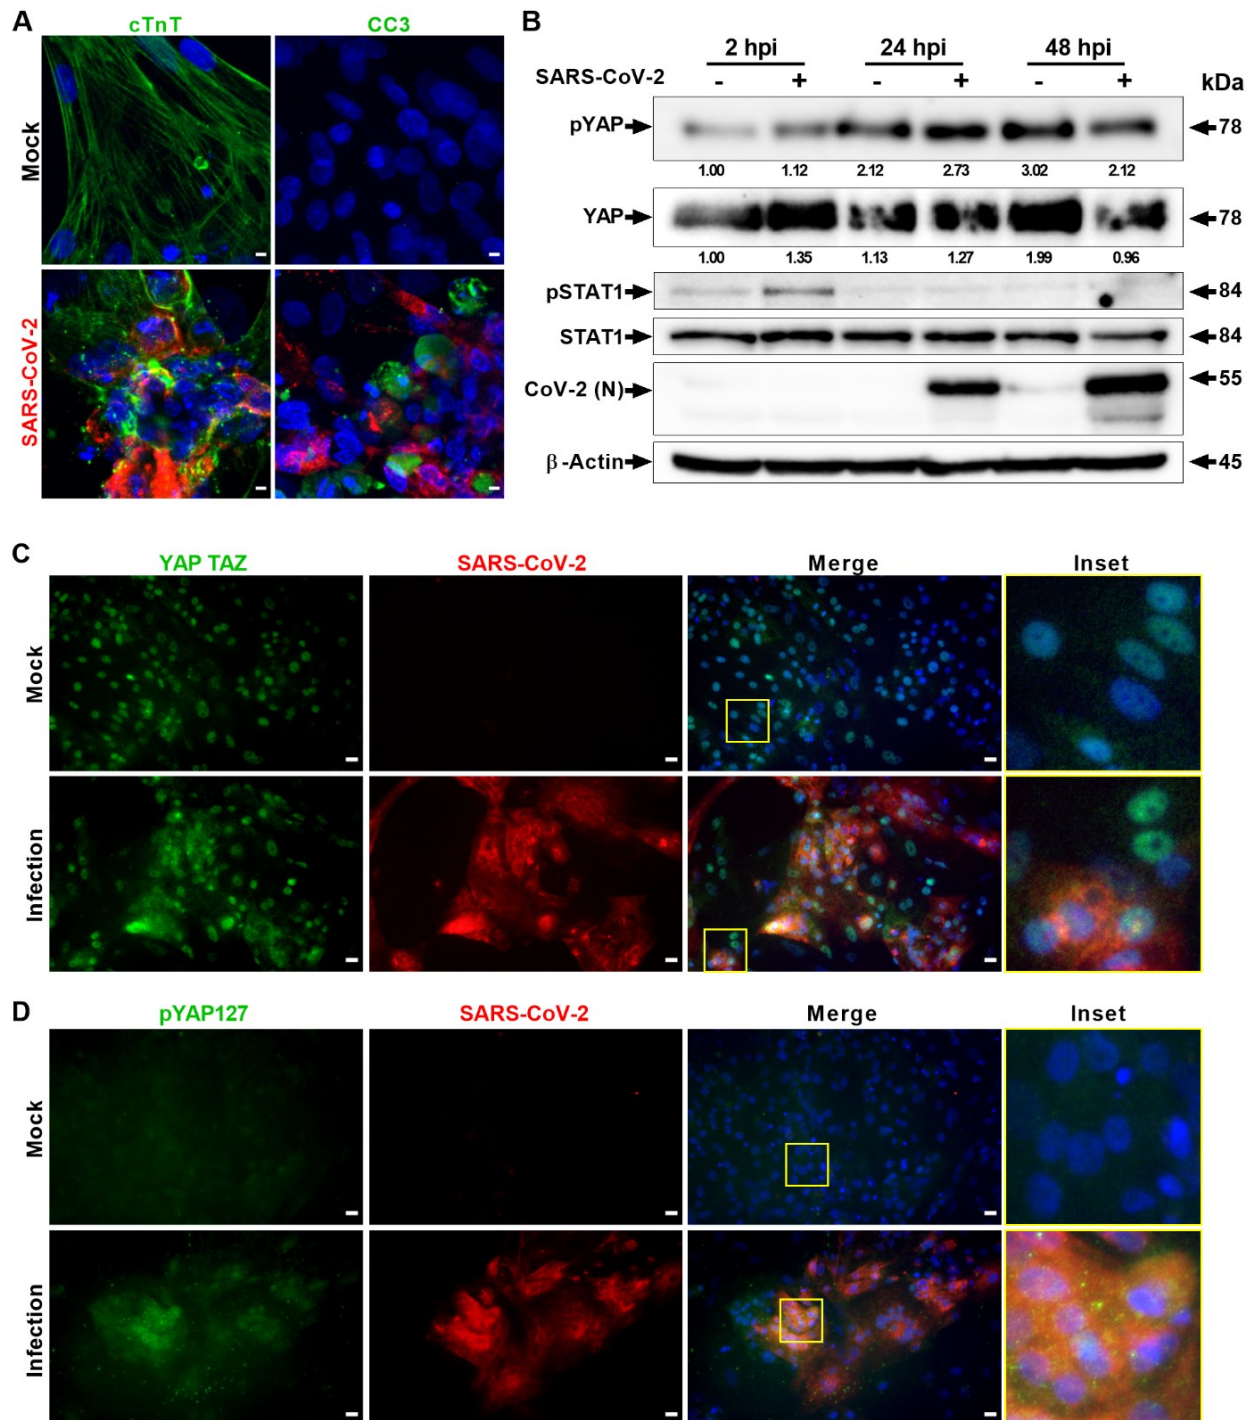 A
cTnT CC3
Mock
SARS-CoV-2
B
2 hpi 24 hpi 48 hpi
SARS-CoV-2 - + - + - + kDa
pYAP 78
1.00 1.12 2.12 2.73 3.02 2.12
YAP 78
1.00 1.35 1.13 1.27 1.99 0.96
pSTAT1 84
STAT1 84
CoV-2 (N) 55
β-Actin 45
C
YAP TAZ SARS-CoV-2 Merge Inset
Mock
Infection
D
pYAP127 SARS-CoV-2 Merge Inset
Mock
Infection